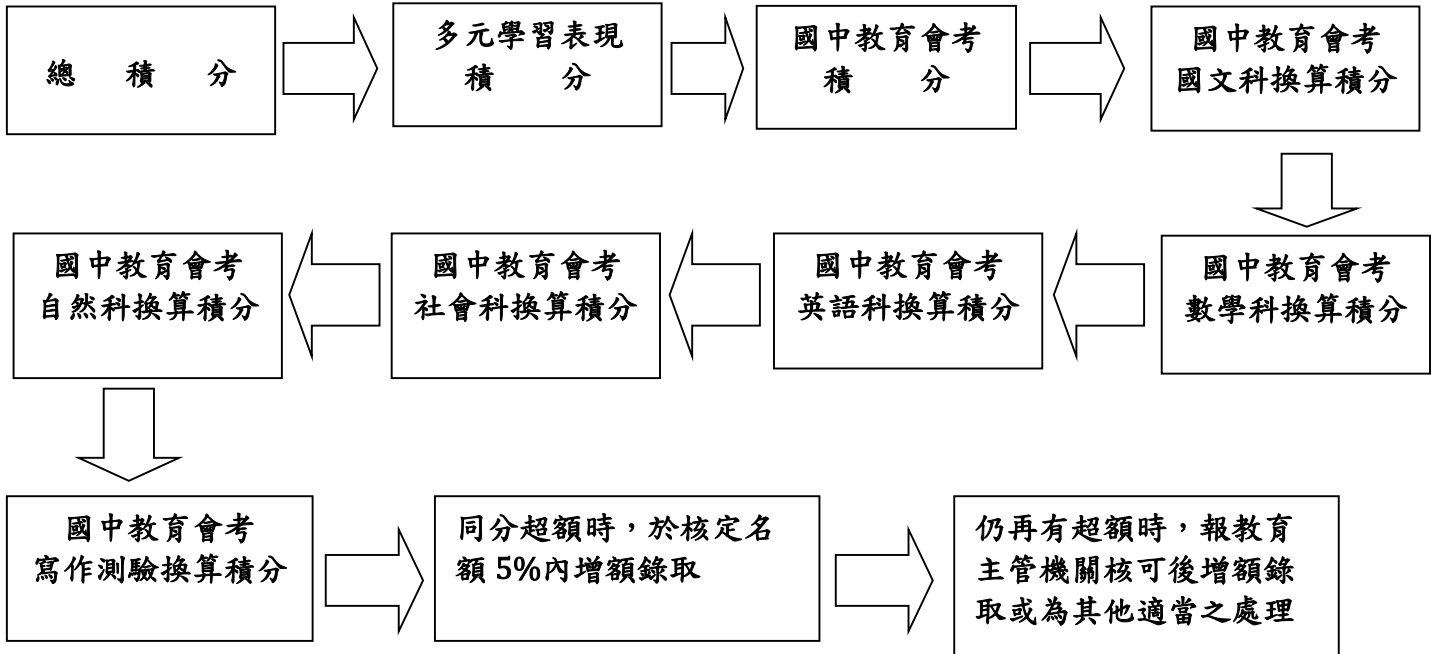 總 積 分
多元學習表現
積 分
國中教育會考
積 分
國中教育會考
國文科換算積分
國中教育會考
數學科換算積分
國中教育會考
英語科換算積分
國中教育會考
社會科換算積分
國中教育會考
自然科換算積分
國中教育會考
寫作測驗換算積分
同分超額時，於核定名
額 5%內增額錄取
仍再有超額時，報教育
主管機關核可後增額錄
取或為其他適當之處理